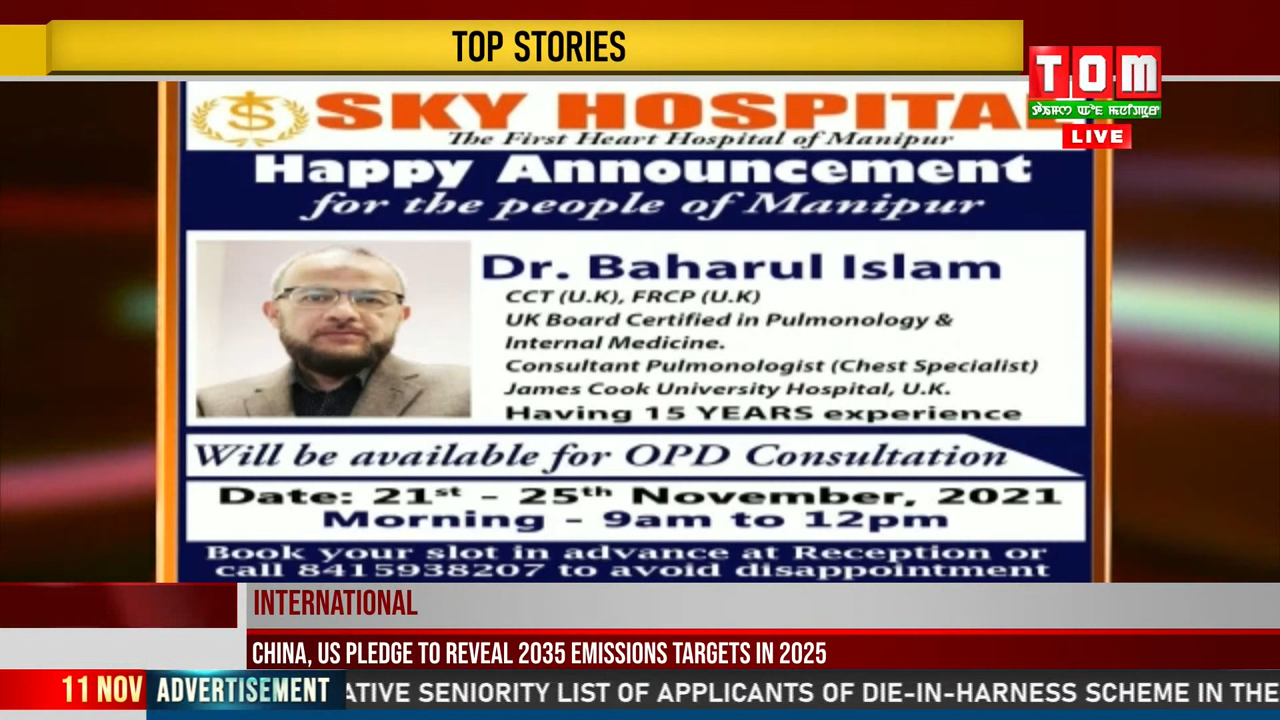 TOP STORIES
TOM
LIVE
SKY HOSPITA
The First Heart Hospital of Manipur
Happy Announcement
for the people of Manipur
Dr. Baharul Islam
CCT (U.K), FRCP (U.K)
UK Board Certified in Pulmonology &
Internal Medicine.
Consultant Pulmonologist (Chest Specialist)
James Cook University Hospital, U.K.
Having 15 YEARS experience
Will be available for OPD Consultation
Date: 21st - 25th November, 2021
Morning - 9am to 12pm
Book your slot in advance at Reception or
call 8415938207 to avoid disappointment
INTERNATIONAL
CHINA, US PLEDGE TO REVEAL 2035 EMISSIONS TARGETS IN 2025
11 NOV ADVERTISEMENT ATIVE SENIORITY LIST OF APPLICANTS OF DIE-IN-HARNESS SCHEME IN THE